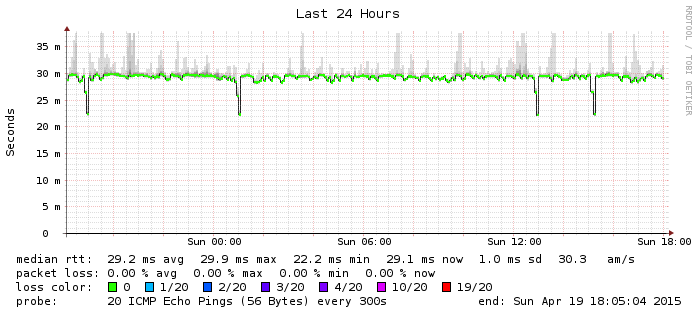 Last 24 Hours
RRDTOOL / TOBI OETIKER
Seconds
35 m
30 m
25 m
20 m
15 m
10 m
5 m
0
Sun 00:00 Sun 06:00 Sun 12:00 Sun 18:00
median rtt: 29.2 ms avg 29.9 ms max 22.2 ms min 29.1 ms now 1.0 ms sd 30.3 am/s
packet loss: 0.00 % avg 0.00 % max 0.00 % min 0.00 % now
loss color: 0 1/20 2/20 3/20 4/20 10/20 19/20
probe: 20 ICMP Echo Pings (56 Bytes) every 300s end: Sun Apr 19 18:05:04 2015